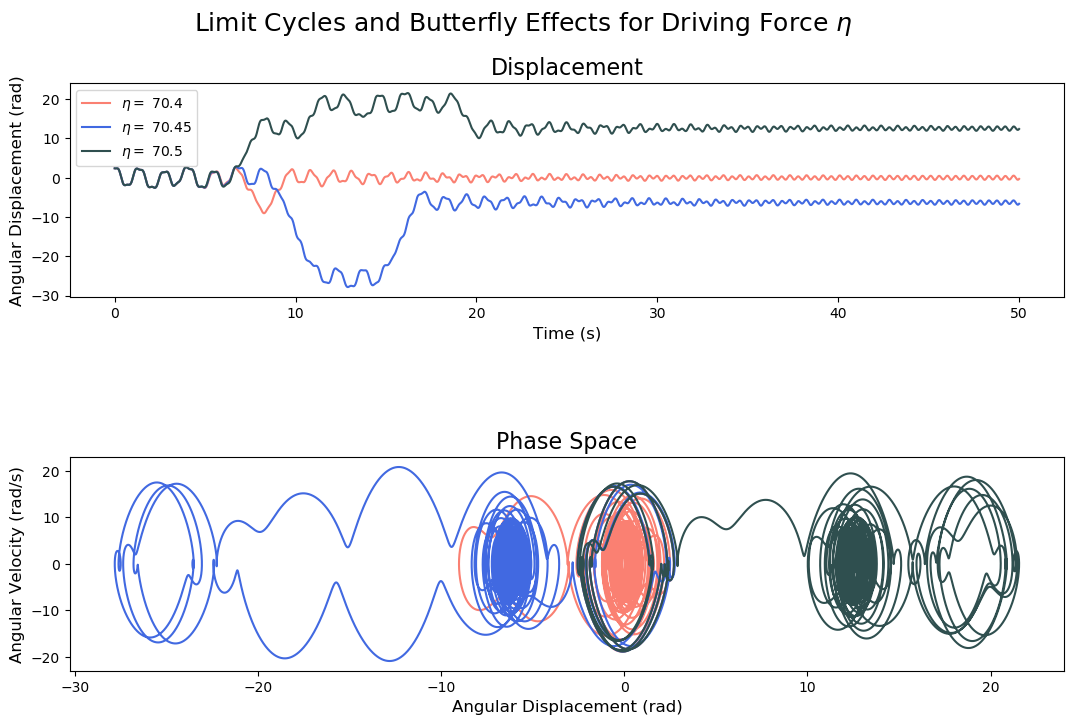 Limit Cycles and Butterfly Effects for Driving Force η
Displacement
Angular Displacement (rad)
20
10
0
−10
−20
−30
η = 70.4
η = 70.45
η = 70.5
0 10 20 30 40 50
Time (s)
Phase Space
Angular Velocity (rad/s)
20
10
0
−10
−20
−30 −20 −10 0 10 20
Angular Displacement (rad)